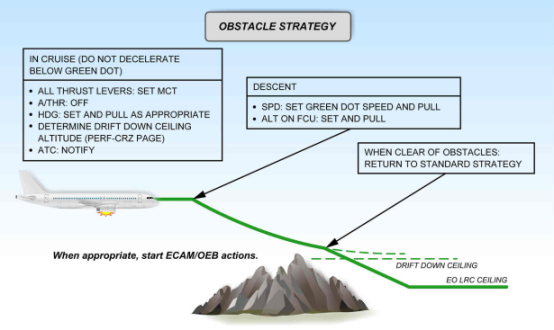 OBSTACLE STRATEGY
IN CRUISE (DO NOT DECELERATE
BELOW GREEN DOT)
• ALL THRUST LEVERS: SET MCT
• A/THR: OFF
• HDG: SET AND PULL AS APPROPRIATE
• DETERMINE DRIFT DOWN CEILING
ALTITUDE (PERF-CRZ PAGE)
• ATC: NOTIFY
DESCENT
• SPD: SET GREEN DOT SPEED AND PULL
• ALT ON FCU: SET AND PULL
WHEN CLEAR OF OBSTACLES:
RETURN TO STANDARD STRATEGY
When appropriate, start ECAM/OEB actions.
DRIFT DOWN CEILING
EO LRC CEILING